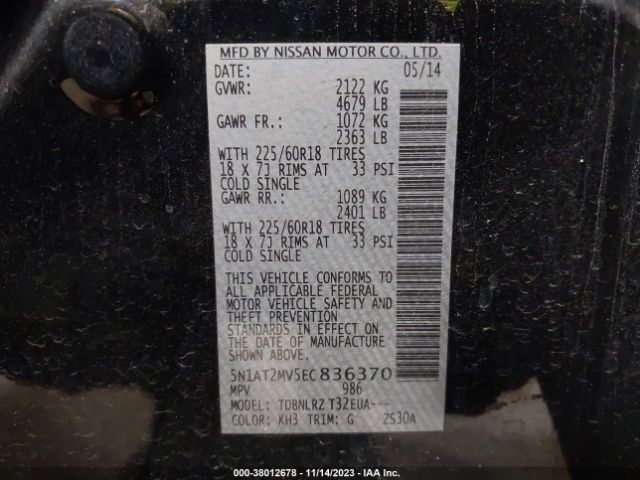 MFD BY NISSAN MOTOR CO., LTD.
DATE: 05/14
GVWR: 2122 KG
4679 LB
GAWR FR.: 1072 KG
2363 LB
WITH 225/60R18 TIRES
18 X 7J RIMS AT 33 PSI
COLD SINGLE
GAWR RR.: 1089 KG
2401 LB
WITH 225/60R18 TIRES
18 X 7J RIMS AT 33 PSI
COLD SINGLE
THIS VEHICLE CONFORMS TO
ALL APPLICABLE FEDERAL
MOTOR VEHICLE SAFETY AND
THEFT PREVENTION
STANDARDS IN EFFECT ON
THE DATE OF MANUFACTURE
SHOWN ABOVE.
5N1AT2MV5EC836370
MPV 986
MODEL: TDBNLRZ T32EUA---
COLOR: KH3 TRIM: G 2S30A
000-38012678 - 11/14/2023 - IAA Inc.